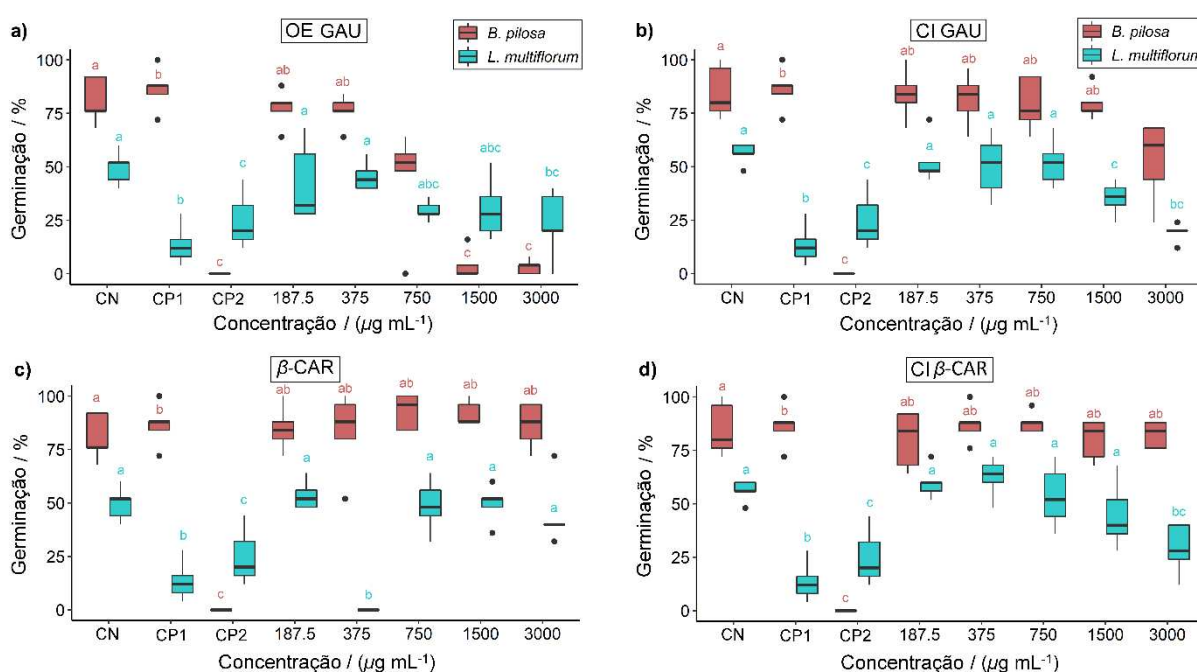 a)
OE GAU
B. pilosa
L. multiflorum
Germinação / %
100
75
50
25
0
a
b
ab
ab
a
a
a
c
abc
abc
bc
b
c
c
c
CN
CP1
CP2
187.5
375
750
1500
3000
Concentração / (µg mL⁻¹)
b)
CI GAU
B. pilosa
L. multiflorum
Germinação / %
100
75
50
25
0
a
b
ab
ab
ab
ab
a
a
a
a
c
c
b
bc
c
CN
CP1
CP2
187.5
375
750
1500
3000
Concentração / (µg mL⁻¹)
c)
β-CAR
Germinação / %
100
75
50
25
0
a
b
ab
ab
ab
ab
ab
a
a
a
a
a
c
b
c
b
CN
CP1
CP2
187.5
375
750
1500
3000
Concentração / (µg mL⁻¹)
d)
CI β-CAR
Germinação / %
100
75
50
25
0
a
b
ab
ab
ab
ab
ab
a
a
a
a
a
c
b
bc
c
CN
CP1
CP2
187.5
375
750
1500
3000
Concentração / (µg mL⁻¹)